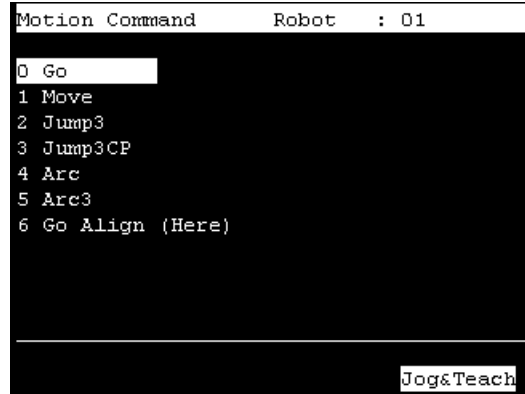 Motion Command Robot : 01
0 Go
1 Move
2 Jump3
3 Jump3CP
4 Arc
5 Arc3
6 Go Align (Here)
Jog&Teach